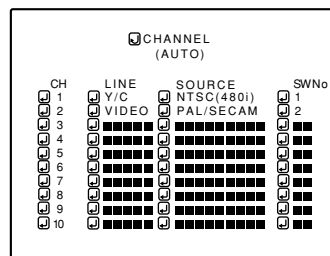 CHANNEL
(AUTO)
CH LINE SOURCE SWNo
1 Y/C NTSC(480i) 1
2 VIDEO PAL/SECAM 2
3
4
5
6
7
8
9
10